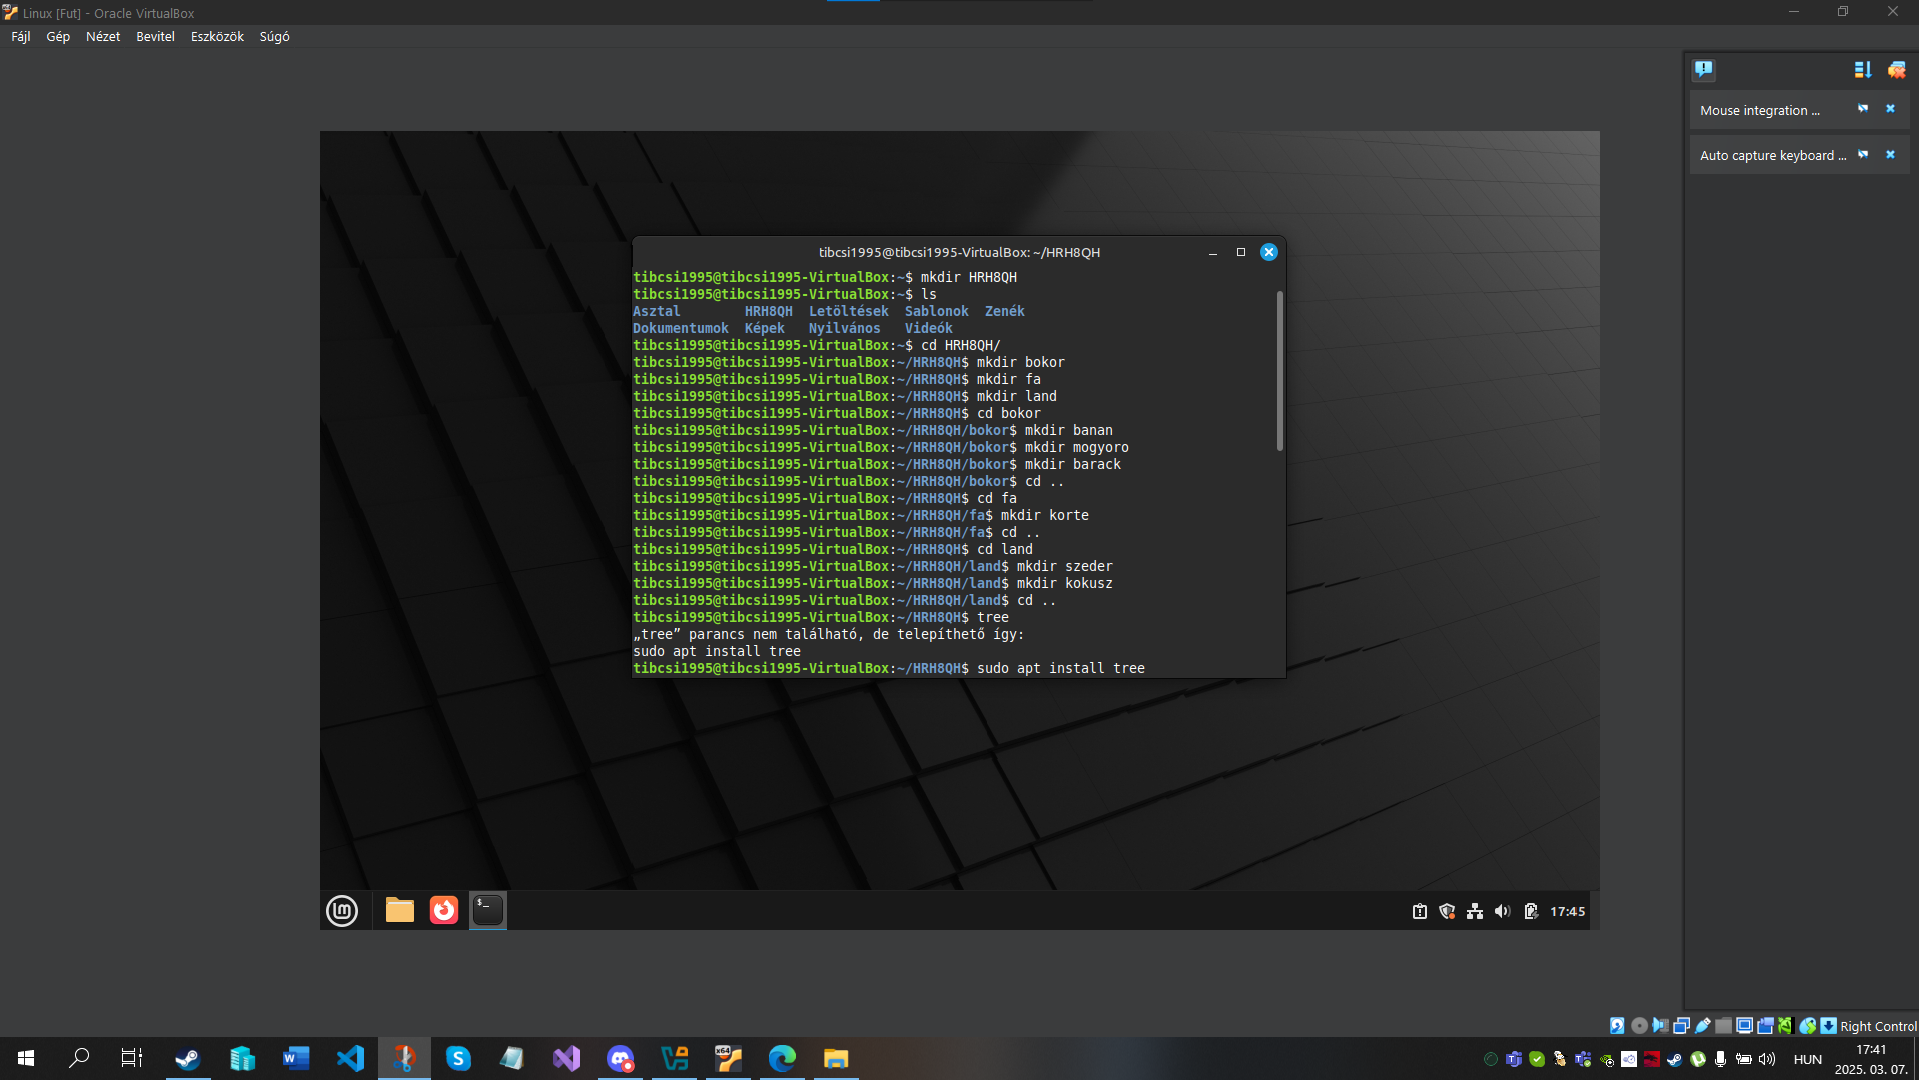 Linux [Fut] - Oracle VirtualBox
Fájl Gép Nézet Bevitel Eszközök Súgó
Mouse integration ...
Auto capture keyboard ...
tibcsi1995@tibcsi1995-VirtualBox: ~/HRH8QH
tibcsi1995@tibcsi1995-VirtualBox:~$ mkdir HRH8QH
tibcsi1995@tibcsi1995-VirtualBox:~$ ls
Asztal HRH8QH Letöltések Sablonok Zenék
Dokumentumok Képek Nyilvános Videók
tibcsi1995@tibcsi1995-VirtualBox:~$ cd HRH8QH/
tibcsi1995@tibcsi1995-VirtualBox:~/HRH8QH$ mkdir bokor
tibcsi1995@tibcsi1995-VirtualBox:~/HRH8QH$ mkdir fa
tibcsi1995@tibcsi1995-VirtualBox:~/HRH8QH$ mkdir land
tibcsi1995@tibcsi1995-VirtualBox:~/HRH8QH$ cd bokor
tibcsi1995@tibcsi1995-VirtualBox:~/HRH8QH/bokor$ mkdir banan
tibcsi1995@tibcsi1995-VirtualBox:~/HRH8QH/bokor$ mkdir mogyoro
tibcsi1995@tibcsi1995-VirtualBox:~/HRH8QH/bokor$ mkdir barack
tibcsi1995@tibcsi1995-VirtualBox:~/HRH8QH/bokor$ cd ..
tibcsi1995@tibcsi1995-VirtualBox:~/HRH8QH$ cd fa
tibcsi1995@tibcsi1995-VirtualBox:~/HRH8QH/fa$ mkdir korte
tibcsi1995@tibcsi1995-VirtualBox:~/HRH8QH/fa$ cd ..
tibcsi1995@tibcsi1995-VirtualBox:~/HRH8QH$ cd land
tibcsi1995@tibcsi1995-VirtualBox:~/HRH8QH/land$ mkdir szeder
tibcsi1995@tibcsi1995-VirtualBox:~/HRH8QH/land$ mkdir kokusz
tibcsi1995@tibcsi1995-VirtualBox:~/HRH8QH/land$ cd ..
tibcsi1995@tibcsi1995-VirtualBox:~/HRH8QH$ tree
„tree” parancs nem található, de telepíthető így:
sudo apt install tree
tibcsi1995@tibcsi1995-VirtualBox:~/HRH8QH$ sudo apt install tree
17:45
Right Control
HUN
17:41
2025. 03. 07.